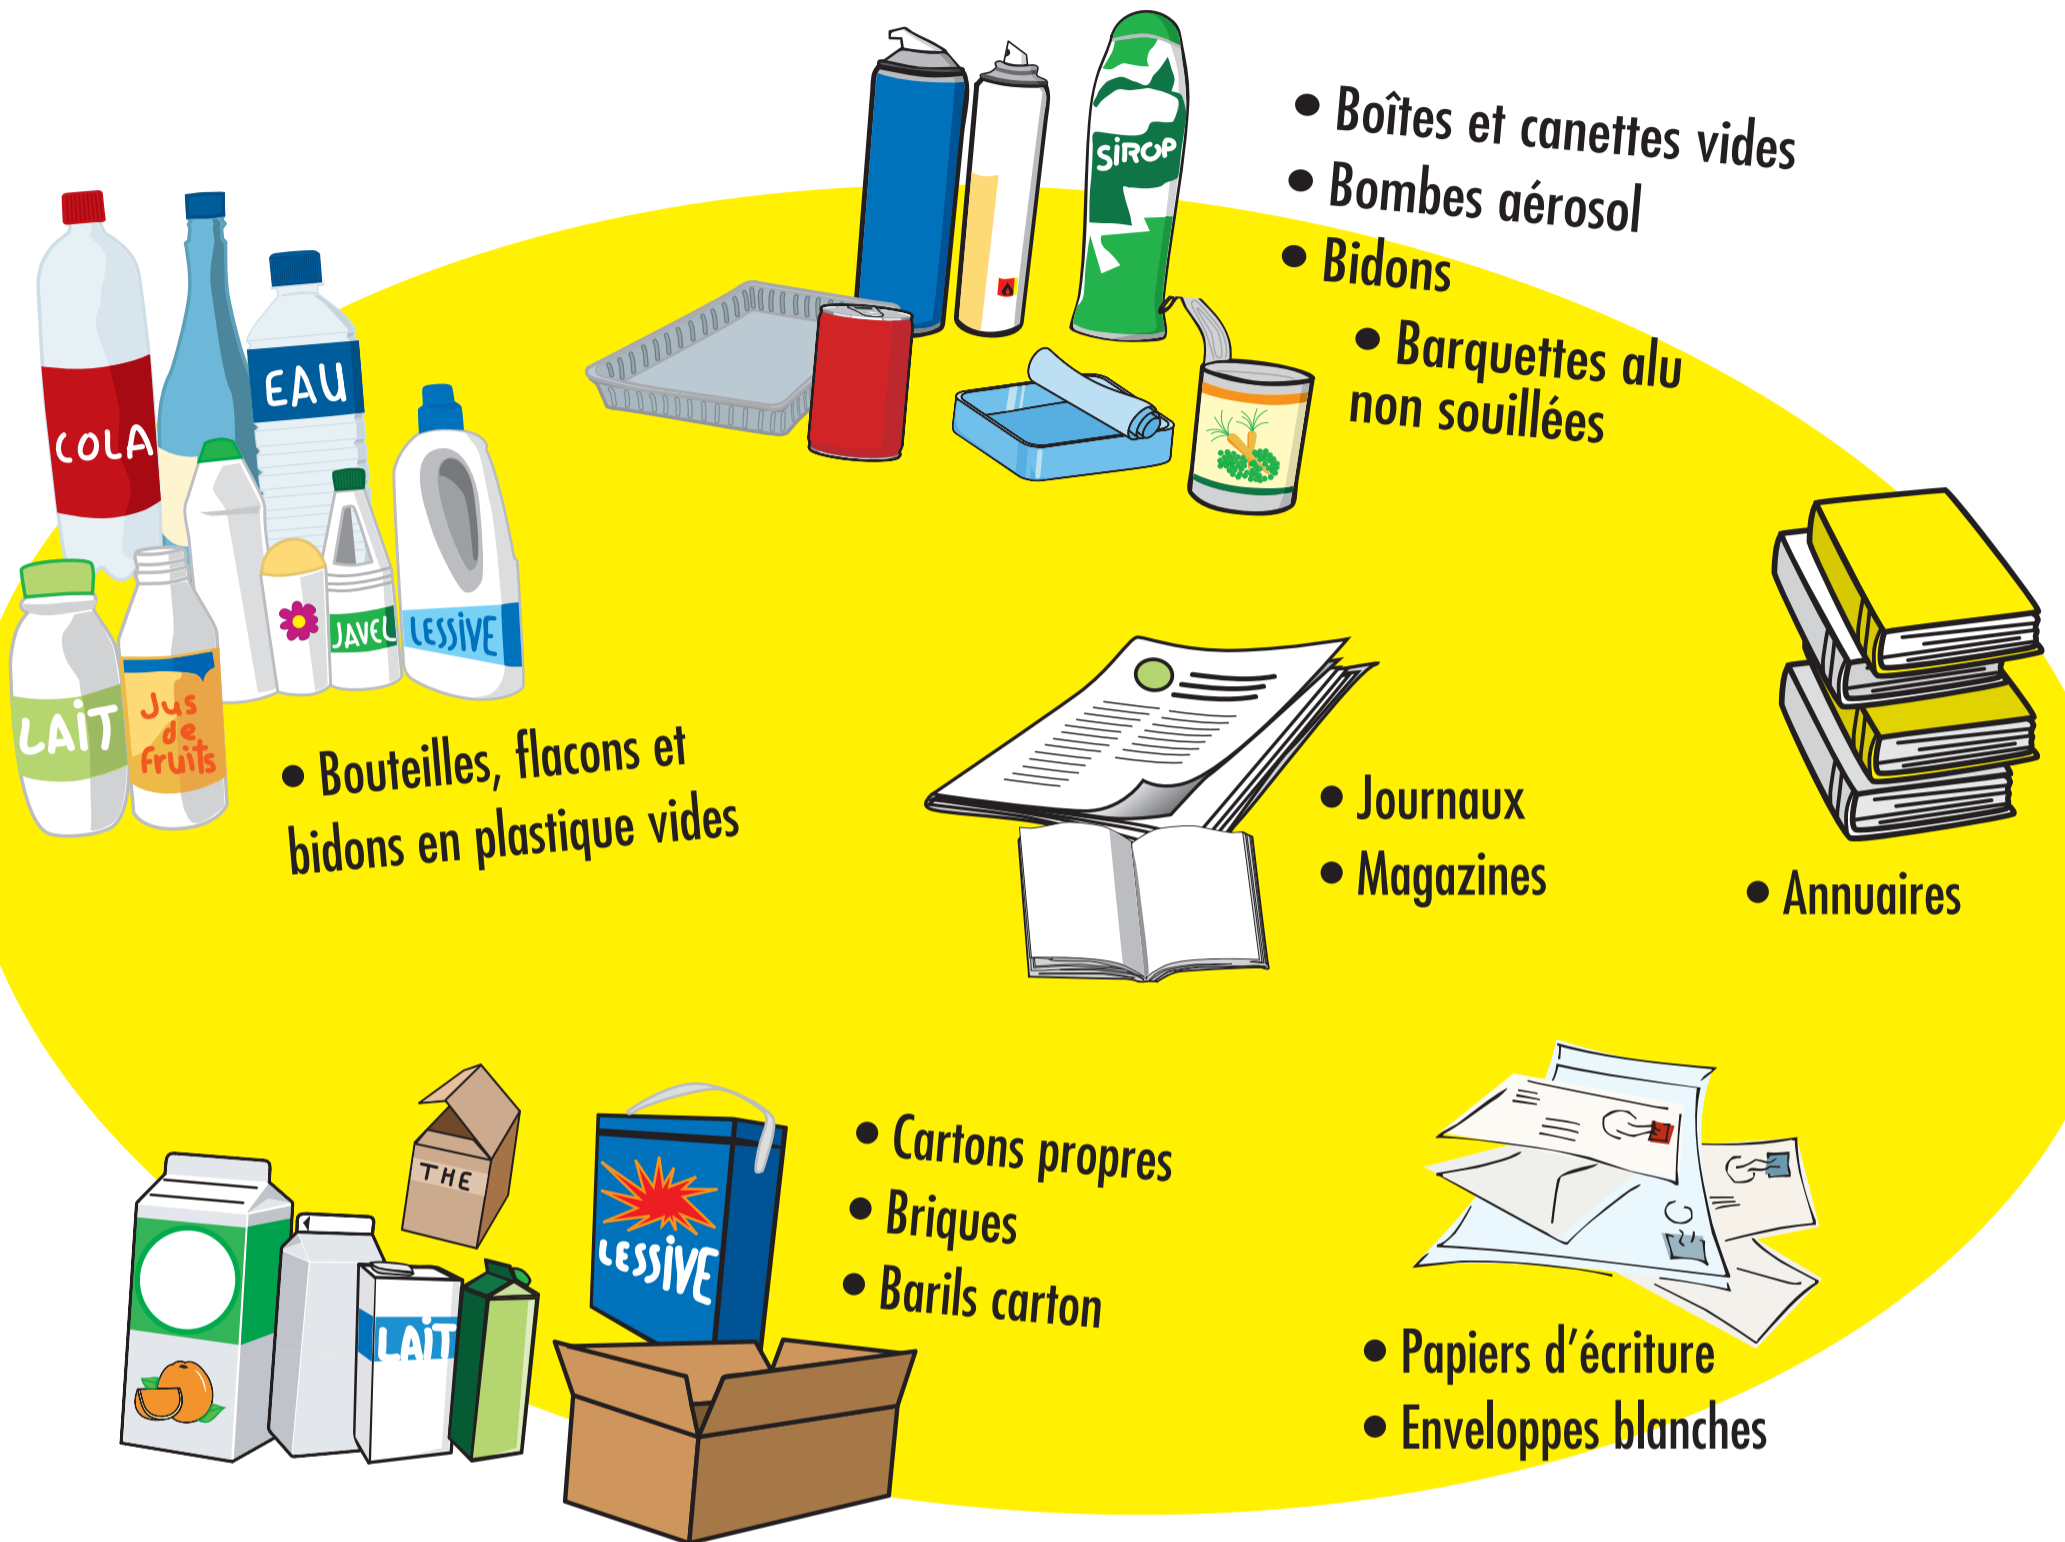 SIROP
• Boîtes et canettes vides
• Bombes aérosol
• Bidons
• Barquettes alu
non souillées
COLA
EAU
JAVEL
LESSIVE
LAIT
Jus
de
fruits
• Bouteilles, flacons et
bidons en plastique vides
• Journaux
• Magazines
• Annuaires
THE
LAIT
LESSIVE
• Cartons propres
• Briques
• Barils carton
• Papiers d'écriture
• Enveloppes blanches